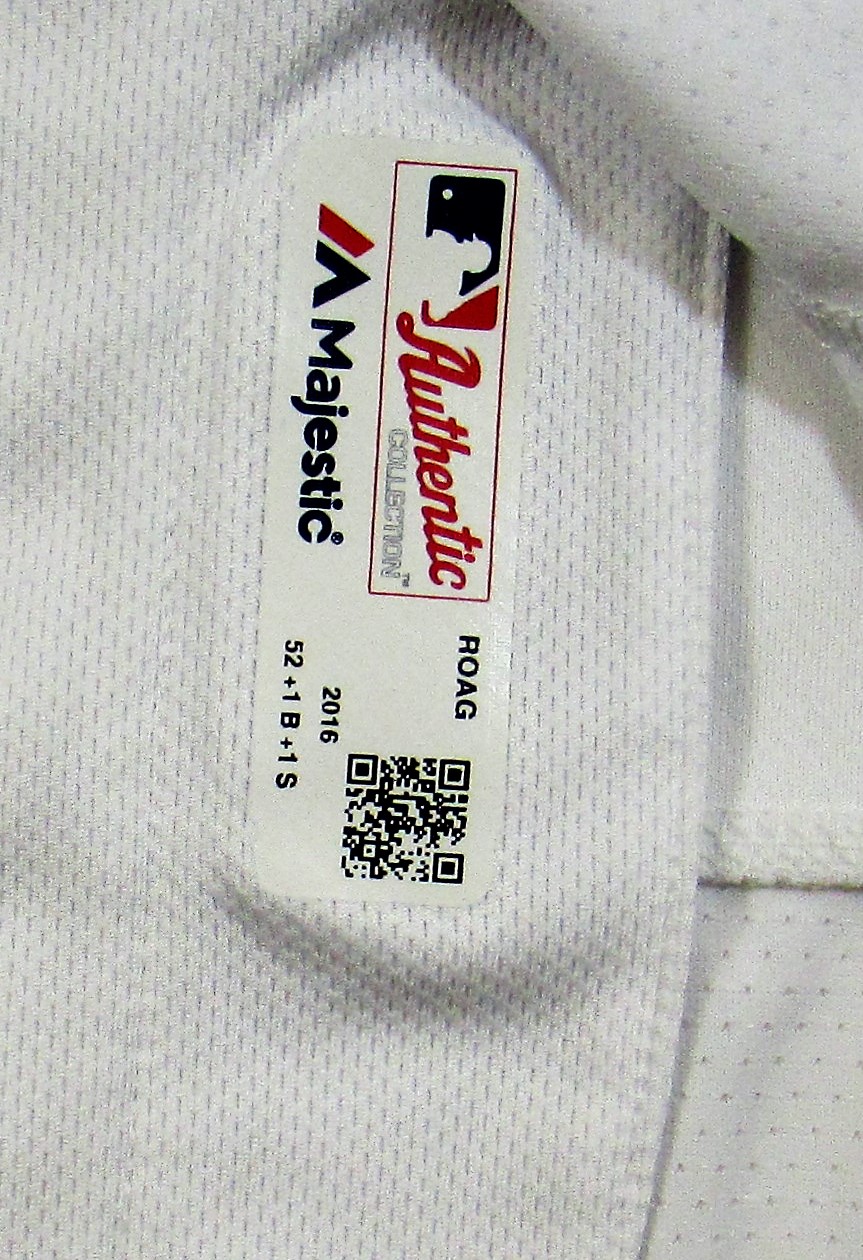 Authentic
COLLECTION™
Majestic®
ROAG
2016
52 +1 B +1 S